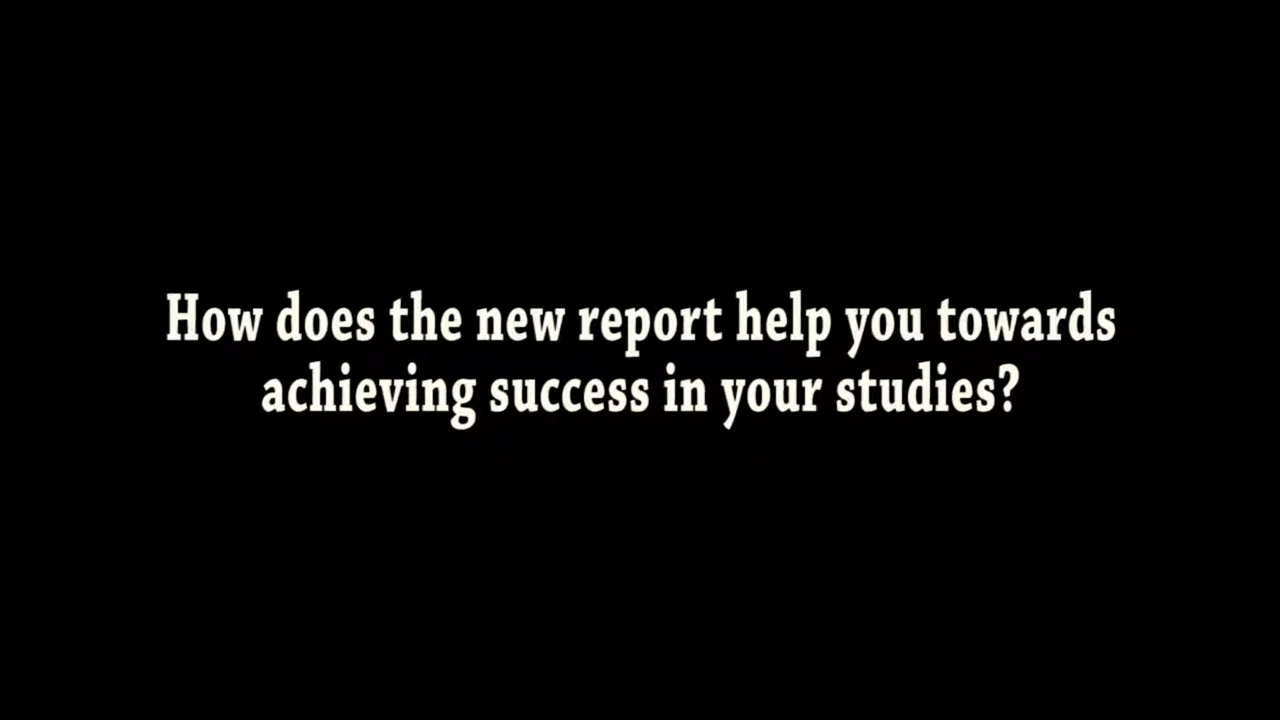 How does the new report help you towards
achieving success in your studies?